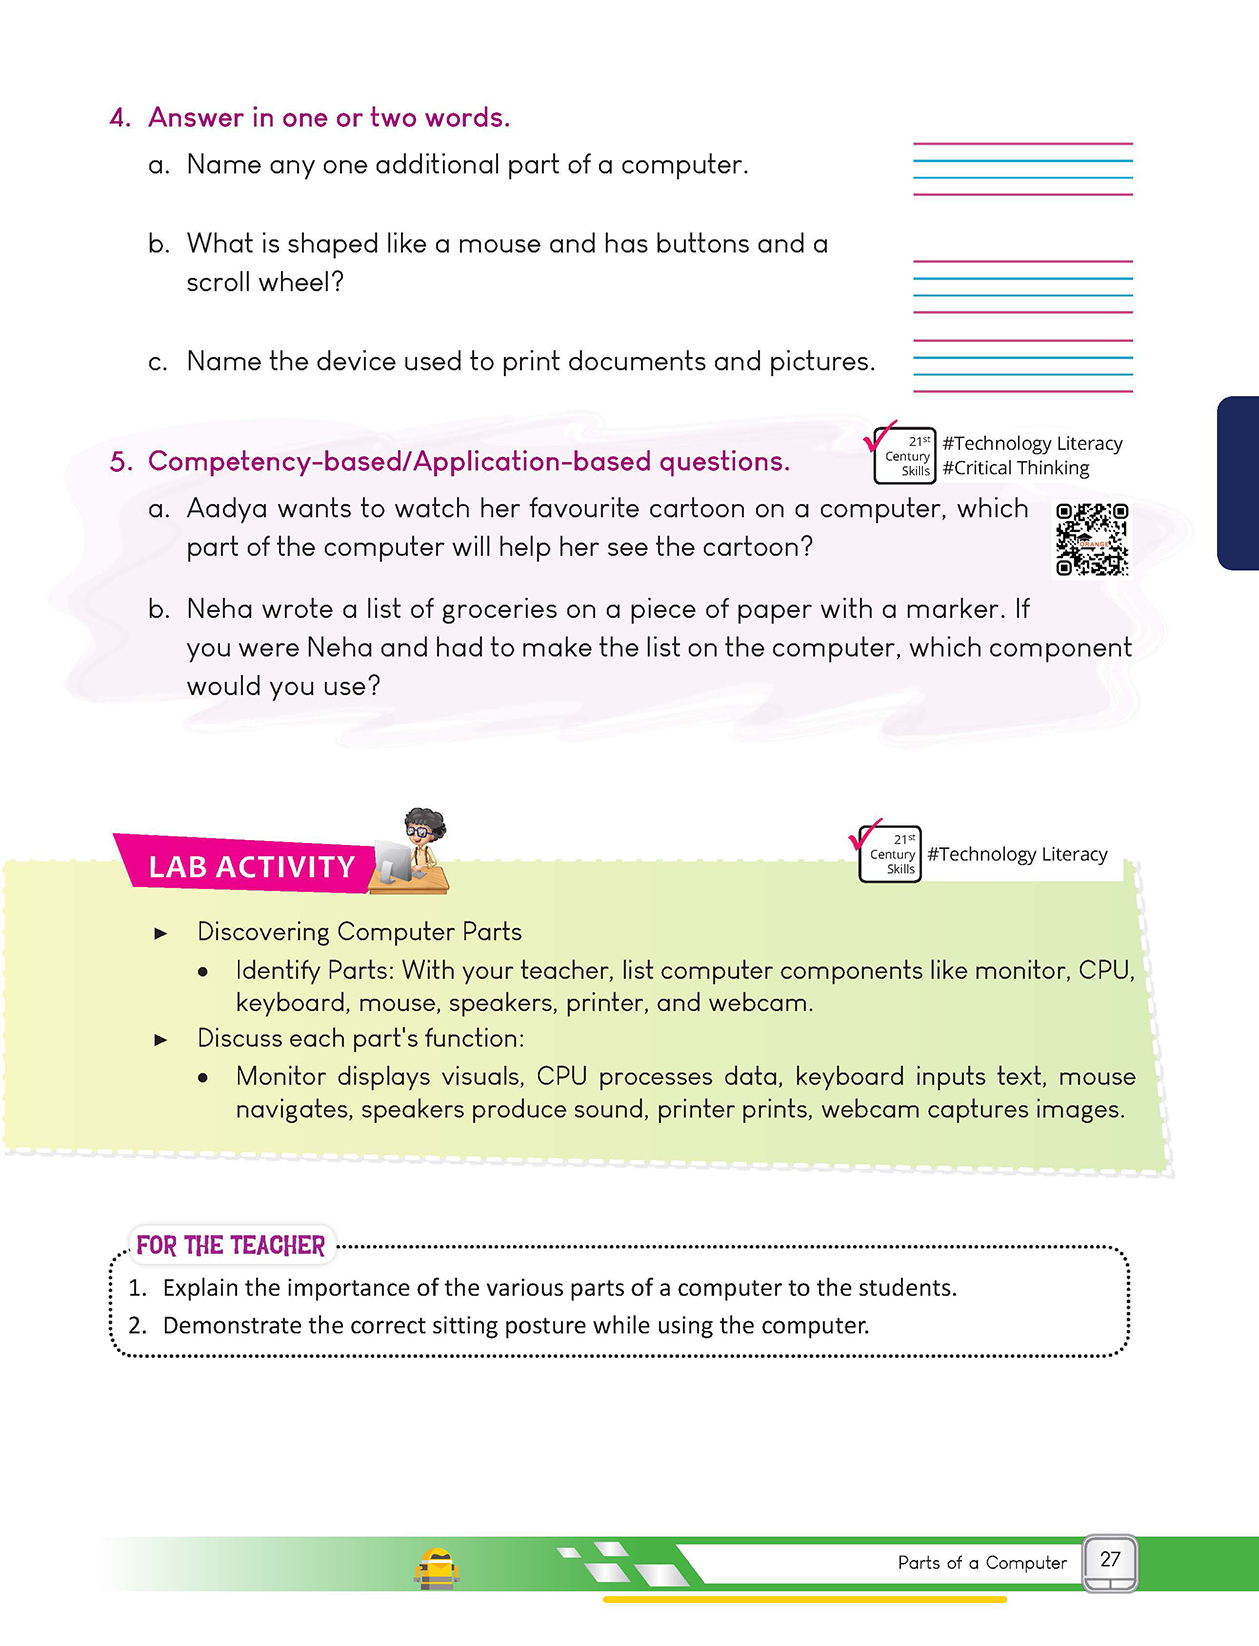 4. Answer in one or two words.
a. Name any one additional part of a computer.
b. What is shaped like a mouse and has buttons and a
scroll wheel?
c. Name the device used to print documents and pictures.
21st
Century
Skills
#Technology Literacy
#Critical Thinking
5. Competency-based/Application-based questions.
a. Aadya wants to watch her favourite cartoon on a computer, which
part of the computer will help her see the cartoon?
ORANGE
b. Neha wrote a list of groceries on a piece of paper with a marker. If
you were Neha and had to make the list on the computer, which component
would you use?
LAB ACTIVITY
21st
Century
Skills
#Technology Literacy
► Discovering Computer Parts
• Identify Parts: With your teacher, list computer components like monitor, CPU,
keyboard, mouse, speakers, printer, and webcam.
► Discuss each part's function:
• Monitor displays visuals, CPU processes data, keyboard inputs text, mouse
navigates, speakers produce sound, printer prints, webcam captures images.
FOR THE TEACHER
1. Explain the importance of the various parts of a computer to the students.
2. Demonstrate the correct sitting posture while using the computer.
Parts of a Computer
27